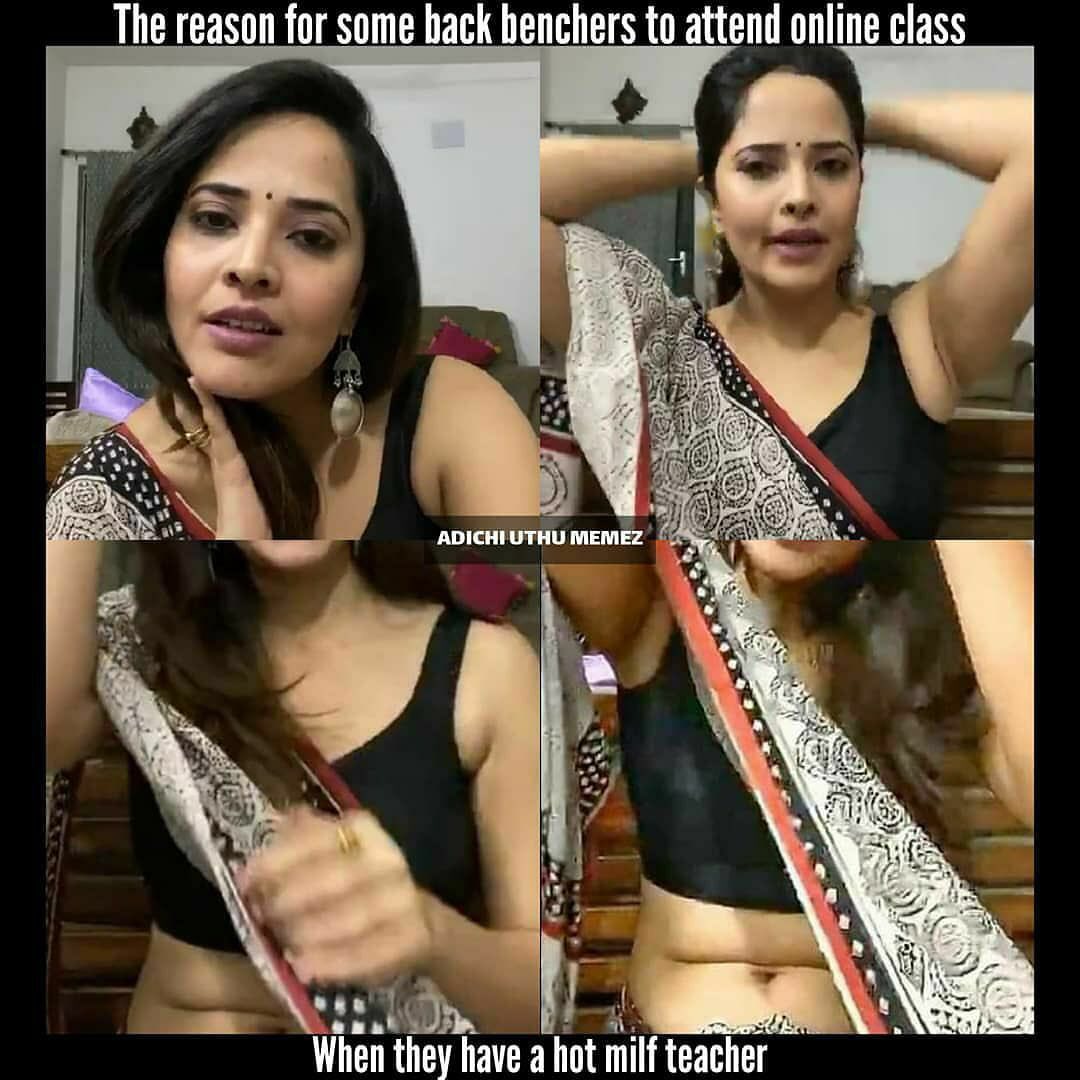 The reason for some back benchers to attend online class
ADICHI UTHU MEMEZ
When they have a hot milf teacher